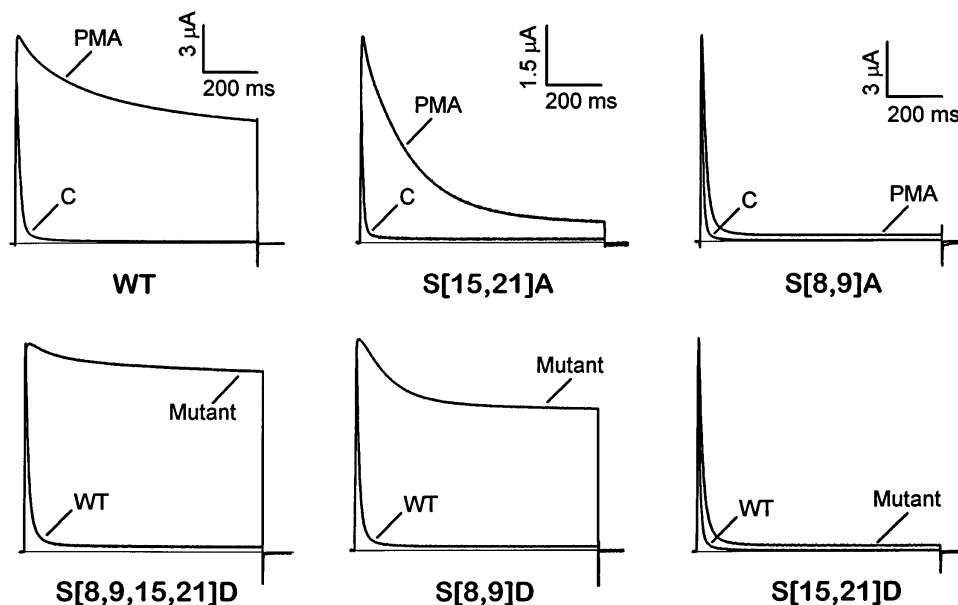 PMA
3 µA
200 ms
C
WT
PMA
1.5 µA
200 ms
C
S[15,21]A
3 µA
200 ms
C
PMA
S[8,9]A
Mutant
WT
S[8,9,15,21]D
Mutant
WT
S[8,9]D
WT
Mutant
S[15,21]D